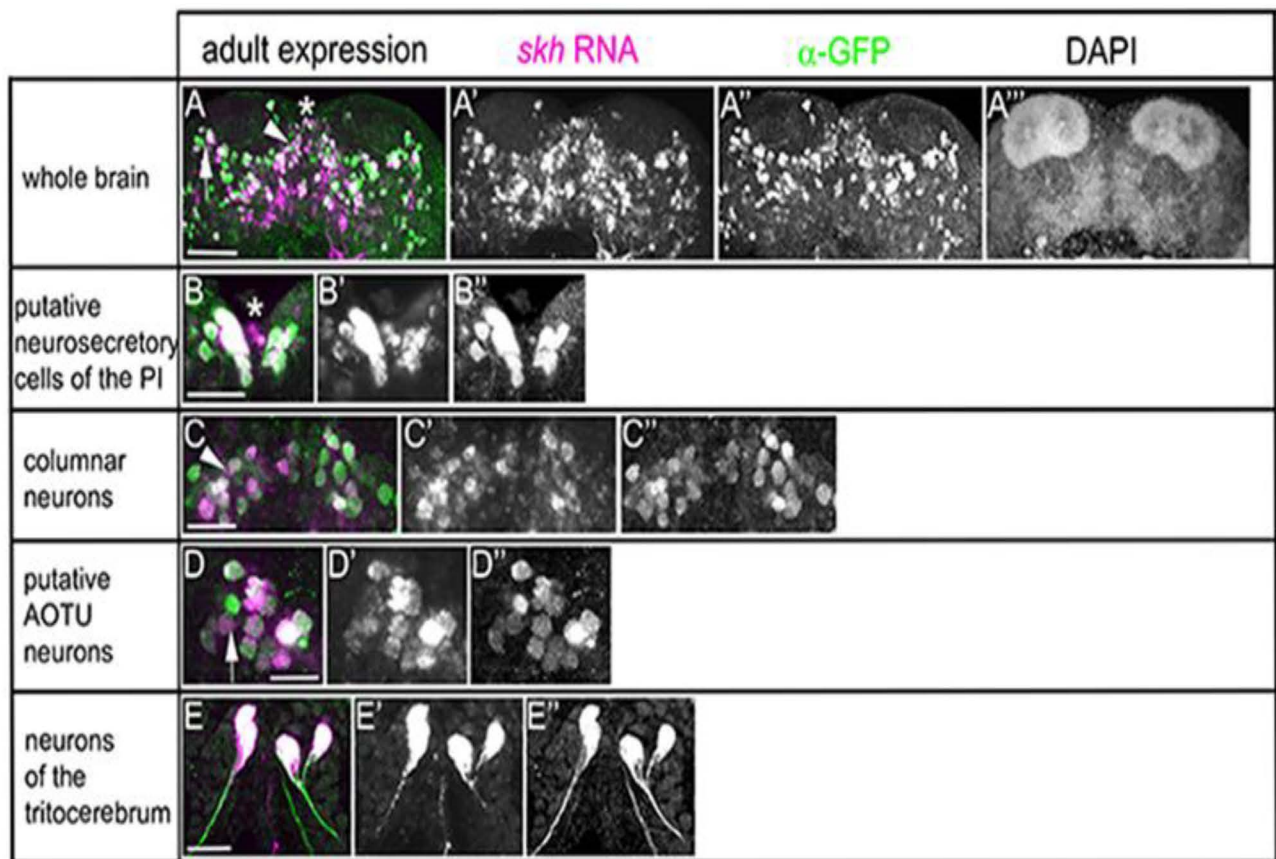 adult expression skh RNA α-GFP DAPI
whole brain
A * A' A'' A'''
putative
neurosecretory
cells of the PI
B * B' B''
columnar
neurons
C C' C''
putative
AOTU
neurons
D D' D''
neurons
of the
tritocerebrum
E E' E''